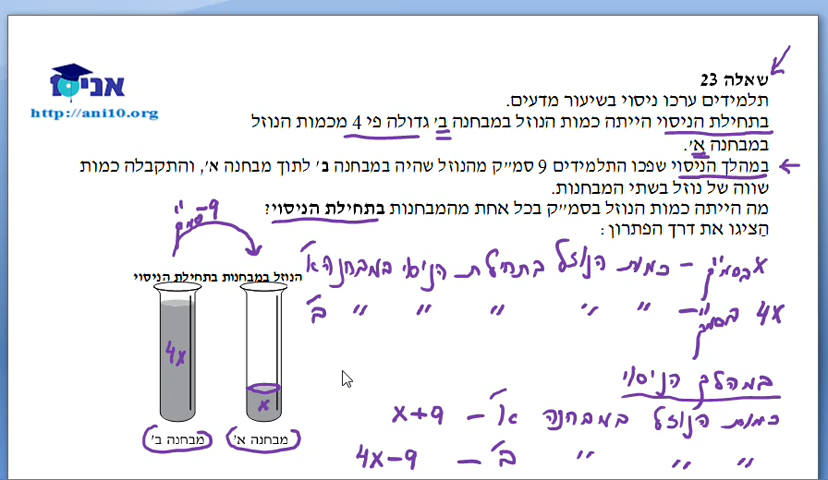 אני10
http://ani10.org
שאלה 23
תלמידים ערכו ניסוי בשיעור מדעים.
בתחילת הניסוי הייתה כמות הנוזל במבחנה ב׳ גדולה פי 4 מכמות הנוזל
במבחנה א׳.
במהלך הניסוי שפכו התלמידים 9 סמ״ק מהנוזל שהיה במבחנה ב׳ לתוך מבחנה א׳, והתקבלה כמות
שווה של נוזל בשתי המבחנות.
מה הייתה כמות הנוזל בסמ״ק בכל אחת מהמבחנות בתחילת הניסוי?
הַציגו את דרך הפתרון:
9 סמ״ק
x בסמ״ק – כמות הנוזל בתחילת הניסוי במבחנה א׳
4x בסמ״ק – ״ ״ ״ ״ ״ ב׳
הנוזל במבחנות בתחילת הניסוי
4x
x
מבחנה ב׳
מבחנה א׳
במהלך הניסוי
כמות הנוזל במבחנה א׳ – x+9
״ ״ ״ ב׳ – 4x-9